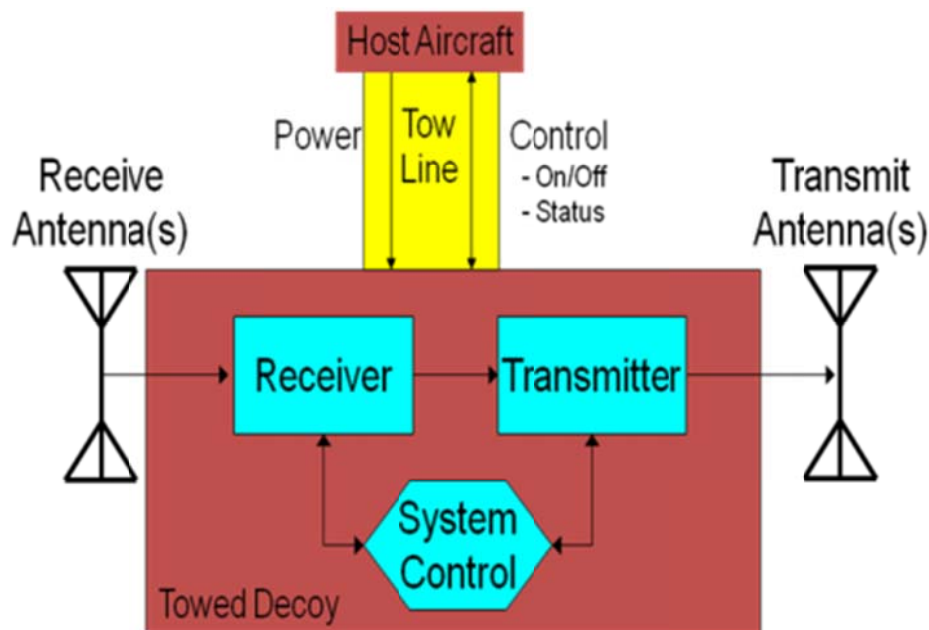 Host Aircraft
Power
Tow
Line
Control
- On/Off
- Status
Receive
Antenna(s)
Transmit
Antenna(s)
Receiver
Transmitter
System
Control
Towed Decoy